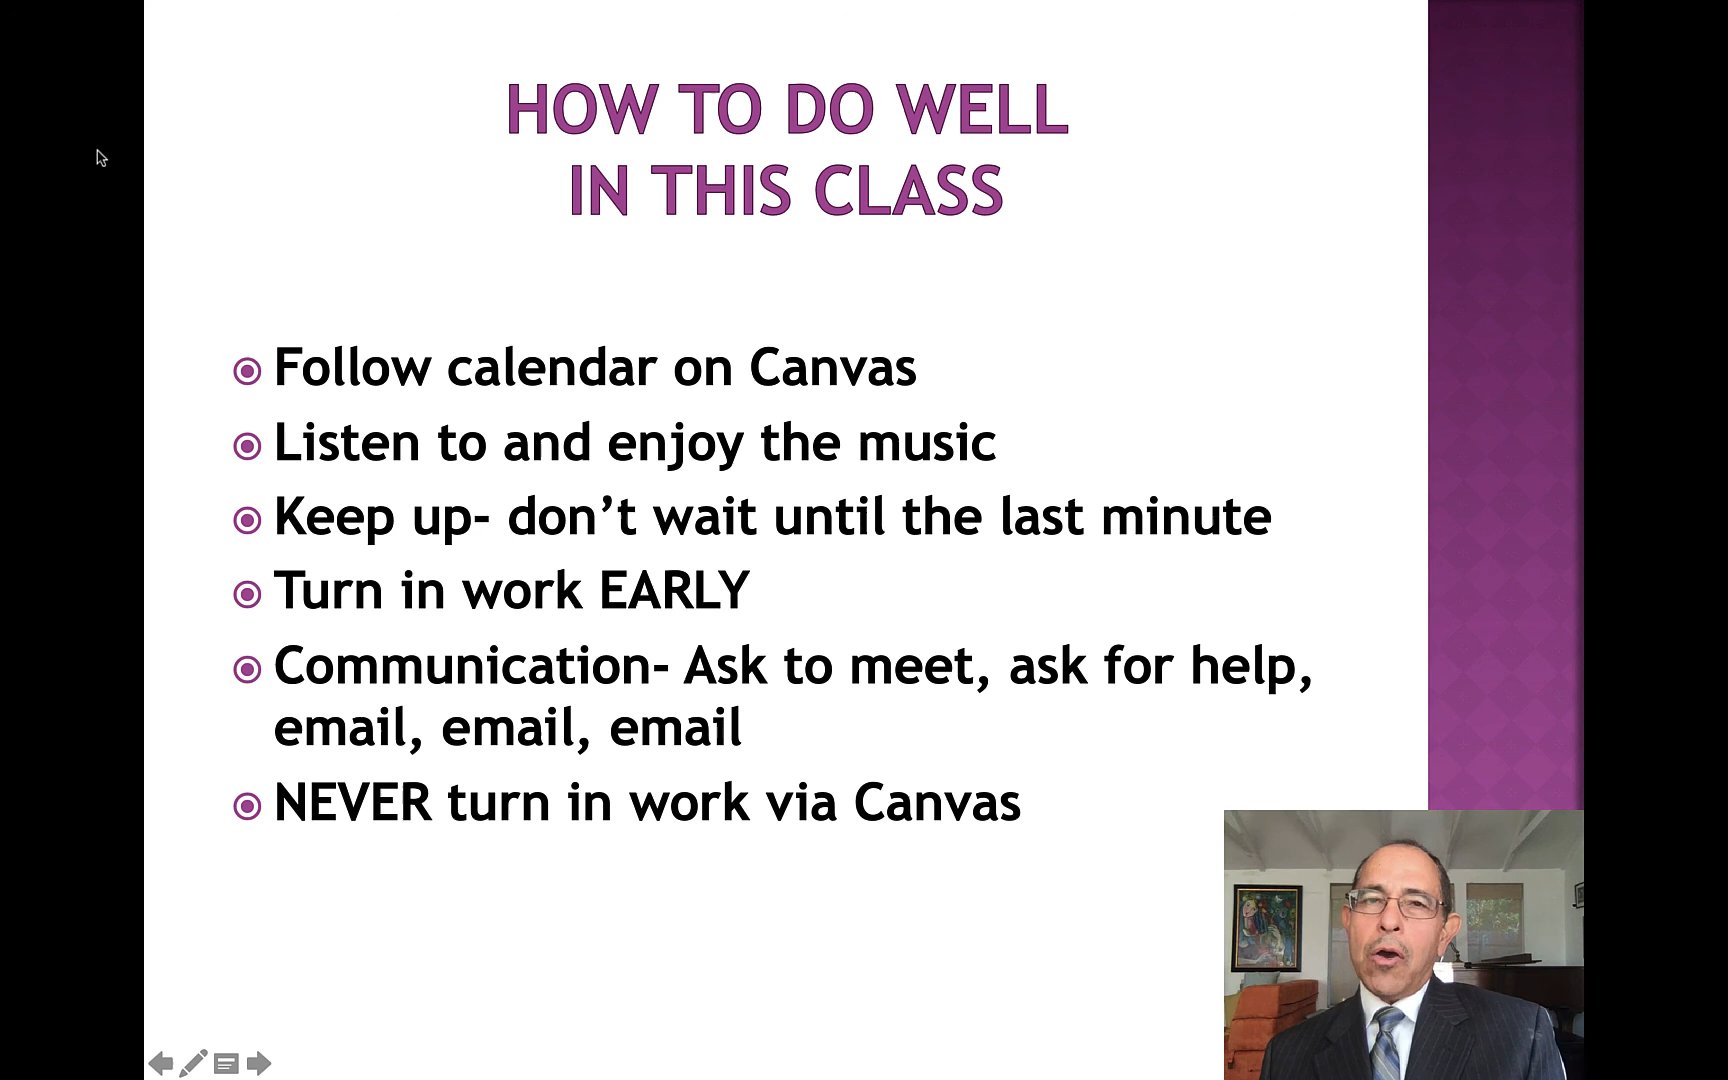 HOW TO DO WELL
IN THIS CLASS
Follow calendar on Canvas
Listen to and enjoy the music
Keep up- don’t wait until the last minute
Turn in work EARLY
Communication- Ask to meet, ask for help,
email, email, email
NEVER turn in work via Canvas